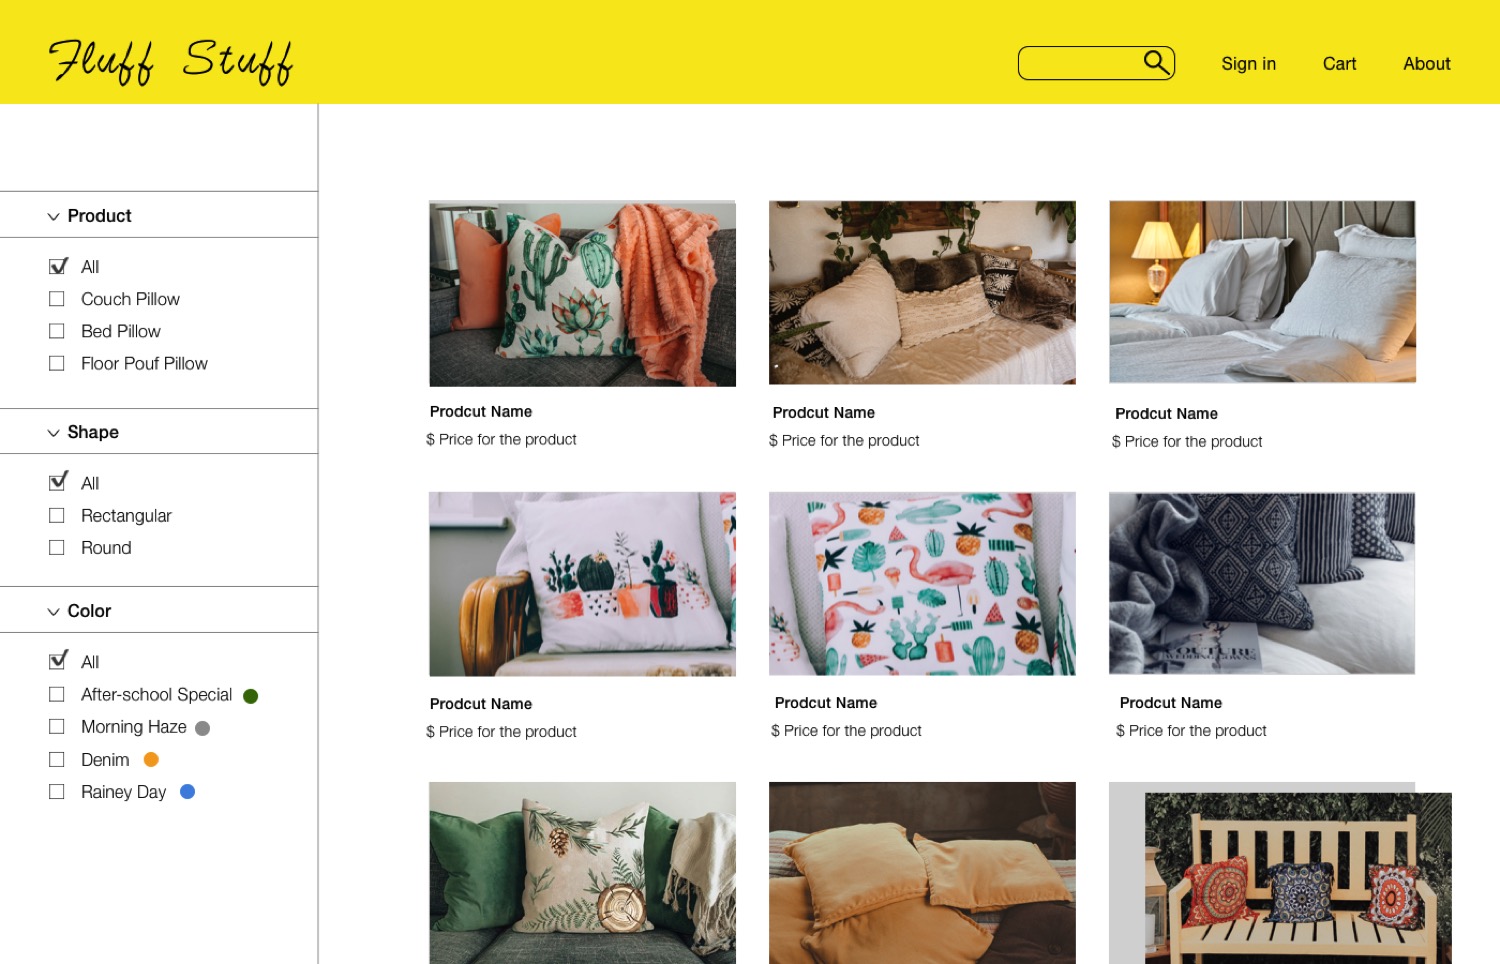 Fluff Stuff
Sign in
Cart
About
Product
All
Couch Pillow
Bed Pillow
Floor Pouf Pillow
Shape
All
Rectangular
Round
Color
All
After-school Special
Morning Haze
Denim
Rainey Day
Prodcut Name
$ Price for the product
Prodcut Name
$ Price for the product
Prodcut Name
$ Price for the product
COUTURE
WEDDING GOWNS
Prodcut Name
$ Price for the product
Prodcut Name
$ Price for the product
Prodcut Name
$ Price for the product